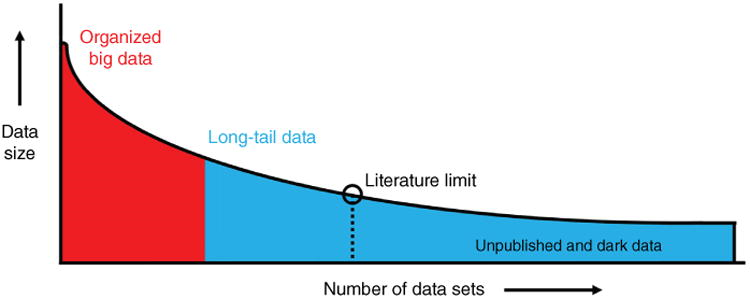 Organized
big data
Data
size
Long-tail data
Literature limit
Unpublished and dark data
Number of data sets